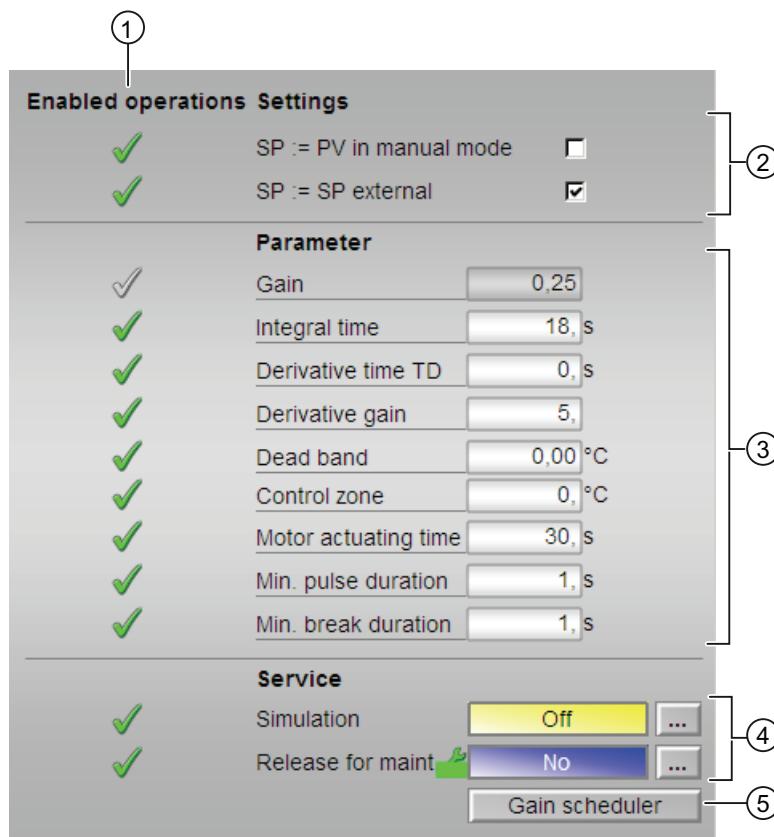 1
Enabled operations Settings
SP := PV in manual mode
SP := SP external
2
Parameter
Gain 0,25
Integral time 18, s
Derivative time TD 0, s
Derivative gain 5,
Dead band 0,00 °C
3
Control zone 0, °C
Motor actuating time 30, s
Min. pulse duration 1, s
Min. break duration 1, s
Service
Simulation Off ...
4
Release for maint No ...
Gain scheduler 5